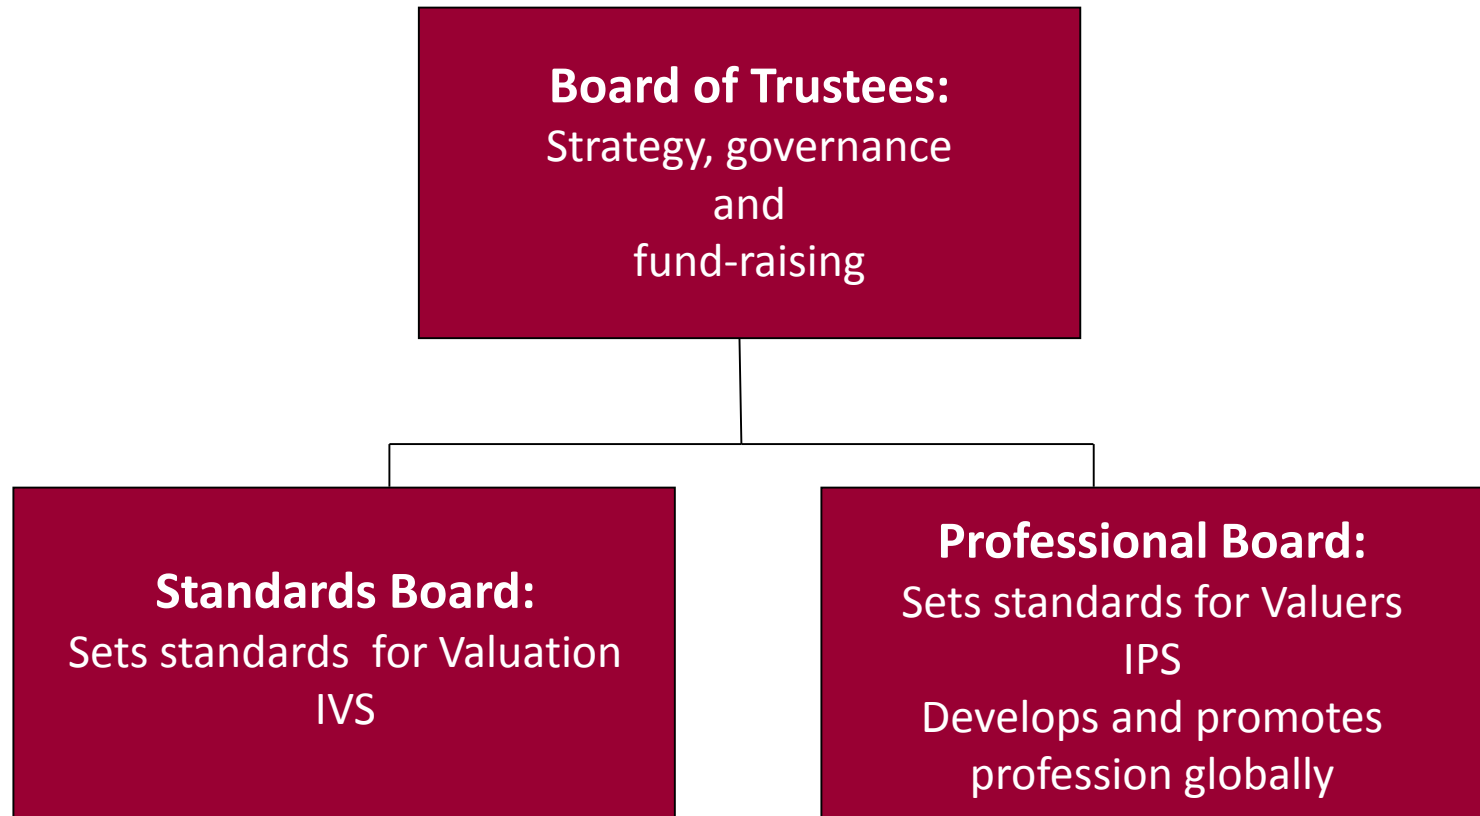 Board of Trustees:
Strategy, governance
and
fund-raising
Standards Board:
Sets standards  for Valuation
IVS
Professional Board:
Sets standards for Valuers
IPS
Develops and promotes
profession globally